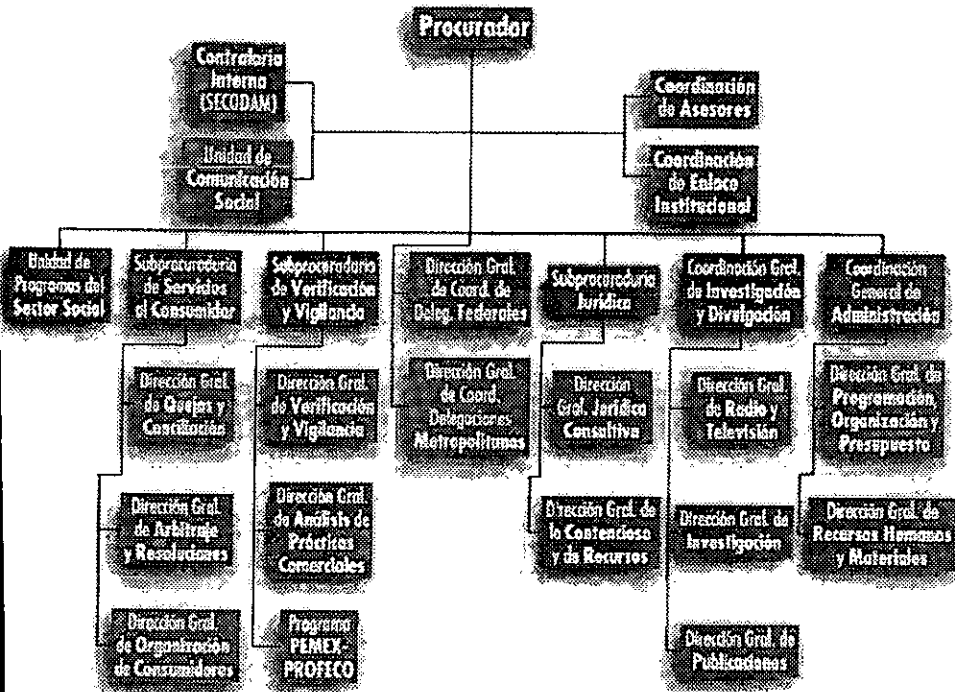 Procurador
Contraloria
Interna
(SECODAM)
Unidad de
Comunicación
Social
Coordinación
de Asesores
Coordinación
de Enlace
Institucional
Unidad de
Programas del
Sector Social
Subprocuraduría
de Servicios
al Consumidor
Subprocuraduría
de Verificación
y Vigilancia
Dirección Gral.
de Coord. de
Deleg. Federales
Subprocuraduría
Jurídica
Coordinación Gral.
de Investigación
y Divulgación
Coordinación
General de
Administración
Dirección Gral.
de Quejas y
Conciliación
Dirección Gral.
de Verificación
y Vigilancia
Dirección Gral.
de Coord.
Delegaciones
Metropolitanas
Dirección
Gral. Jurídica
Consultiva
Dirección Gral.
de Radio y
Televisión
Dirección Gral. de
Programación,
Organización y
Presupuesto
Dirección Gral.
de Arbitraje
y Resoluciones
Dirección Gral.
de Análisis de
Prácticas
Comerciales
Dirección Gral. de
lo Contencioso
y de Recursos
Dirección Gral. de
Investigación
Dirección Gral. de
Recursos Humanos
y Materiales
Dirección Gral.
de Organización
de Consumidores
Programa
PEMEX-
PROFECO
Dirección Gral. de
Publicaciones